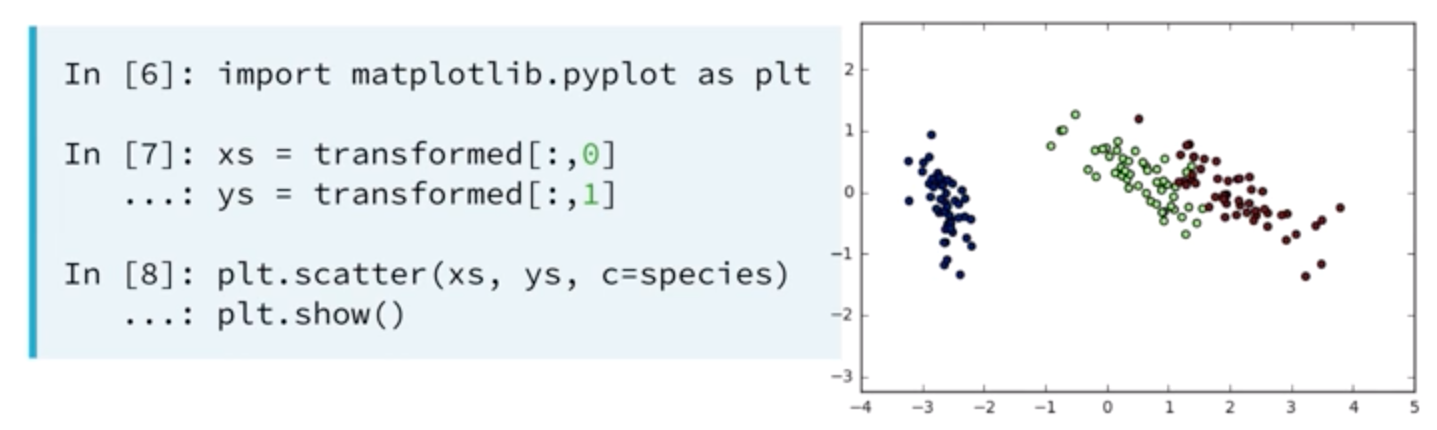 In [6]: import matplotlib.pyplot as plt
In [7]: xs = transformed[:,0]
...: ys = transformed[:,1]
In [8]: plt.scatter(xs, ys, c=species)
...: plt.show()
2
1
0
−1
−2
−3
−4 −3 −2 −1 0 1 2 3 4 5